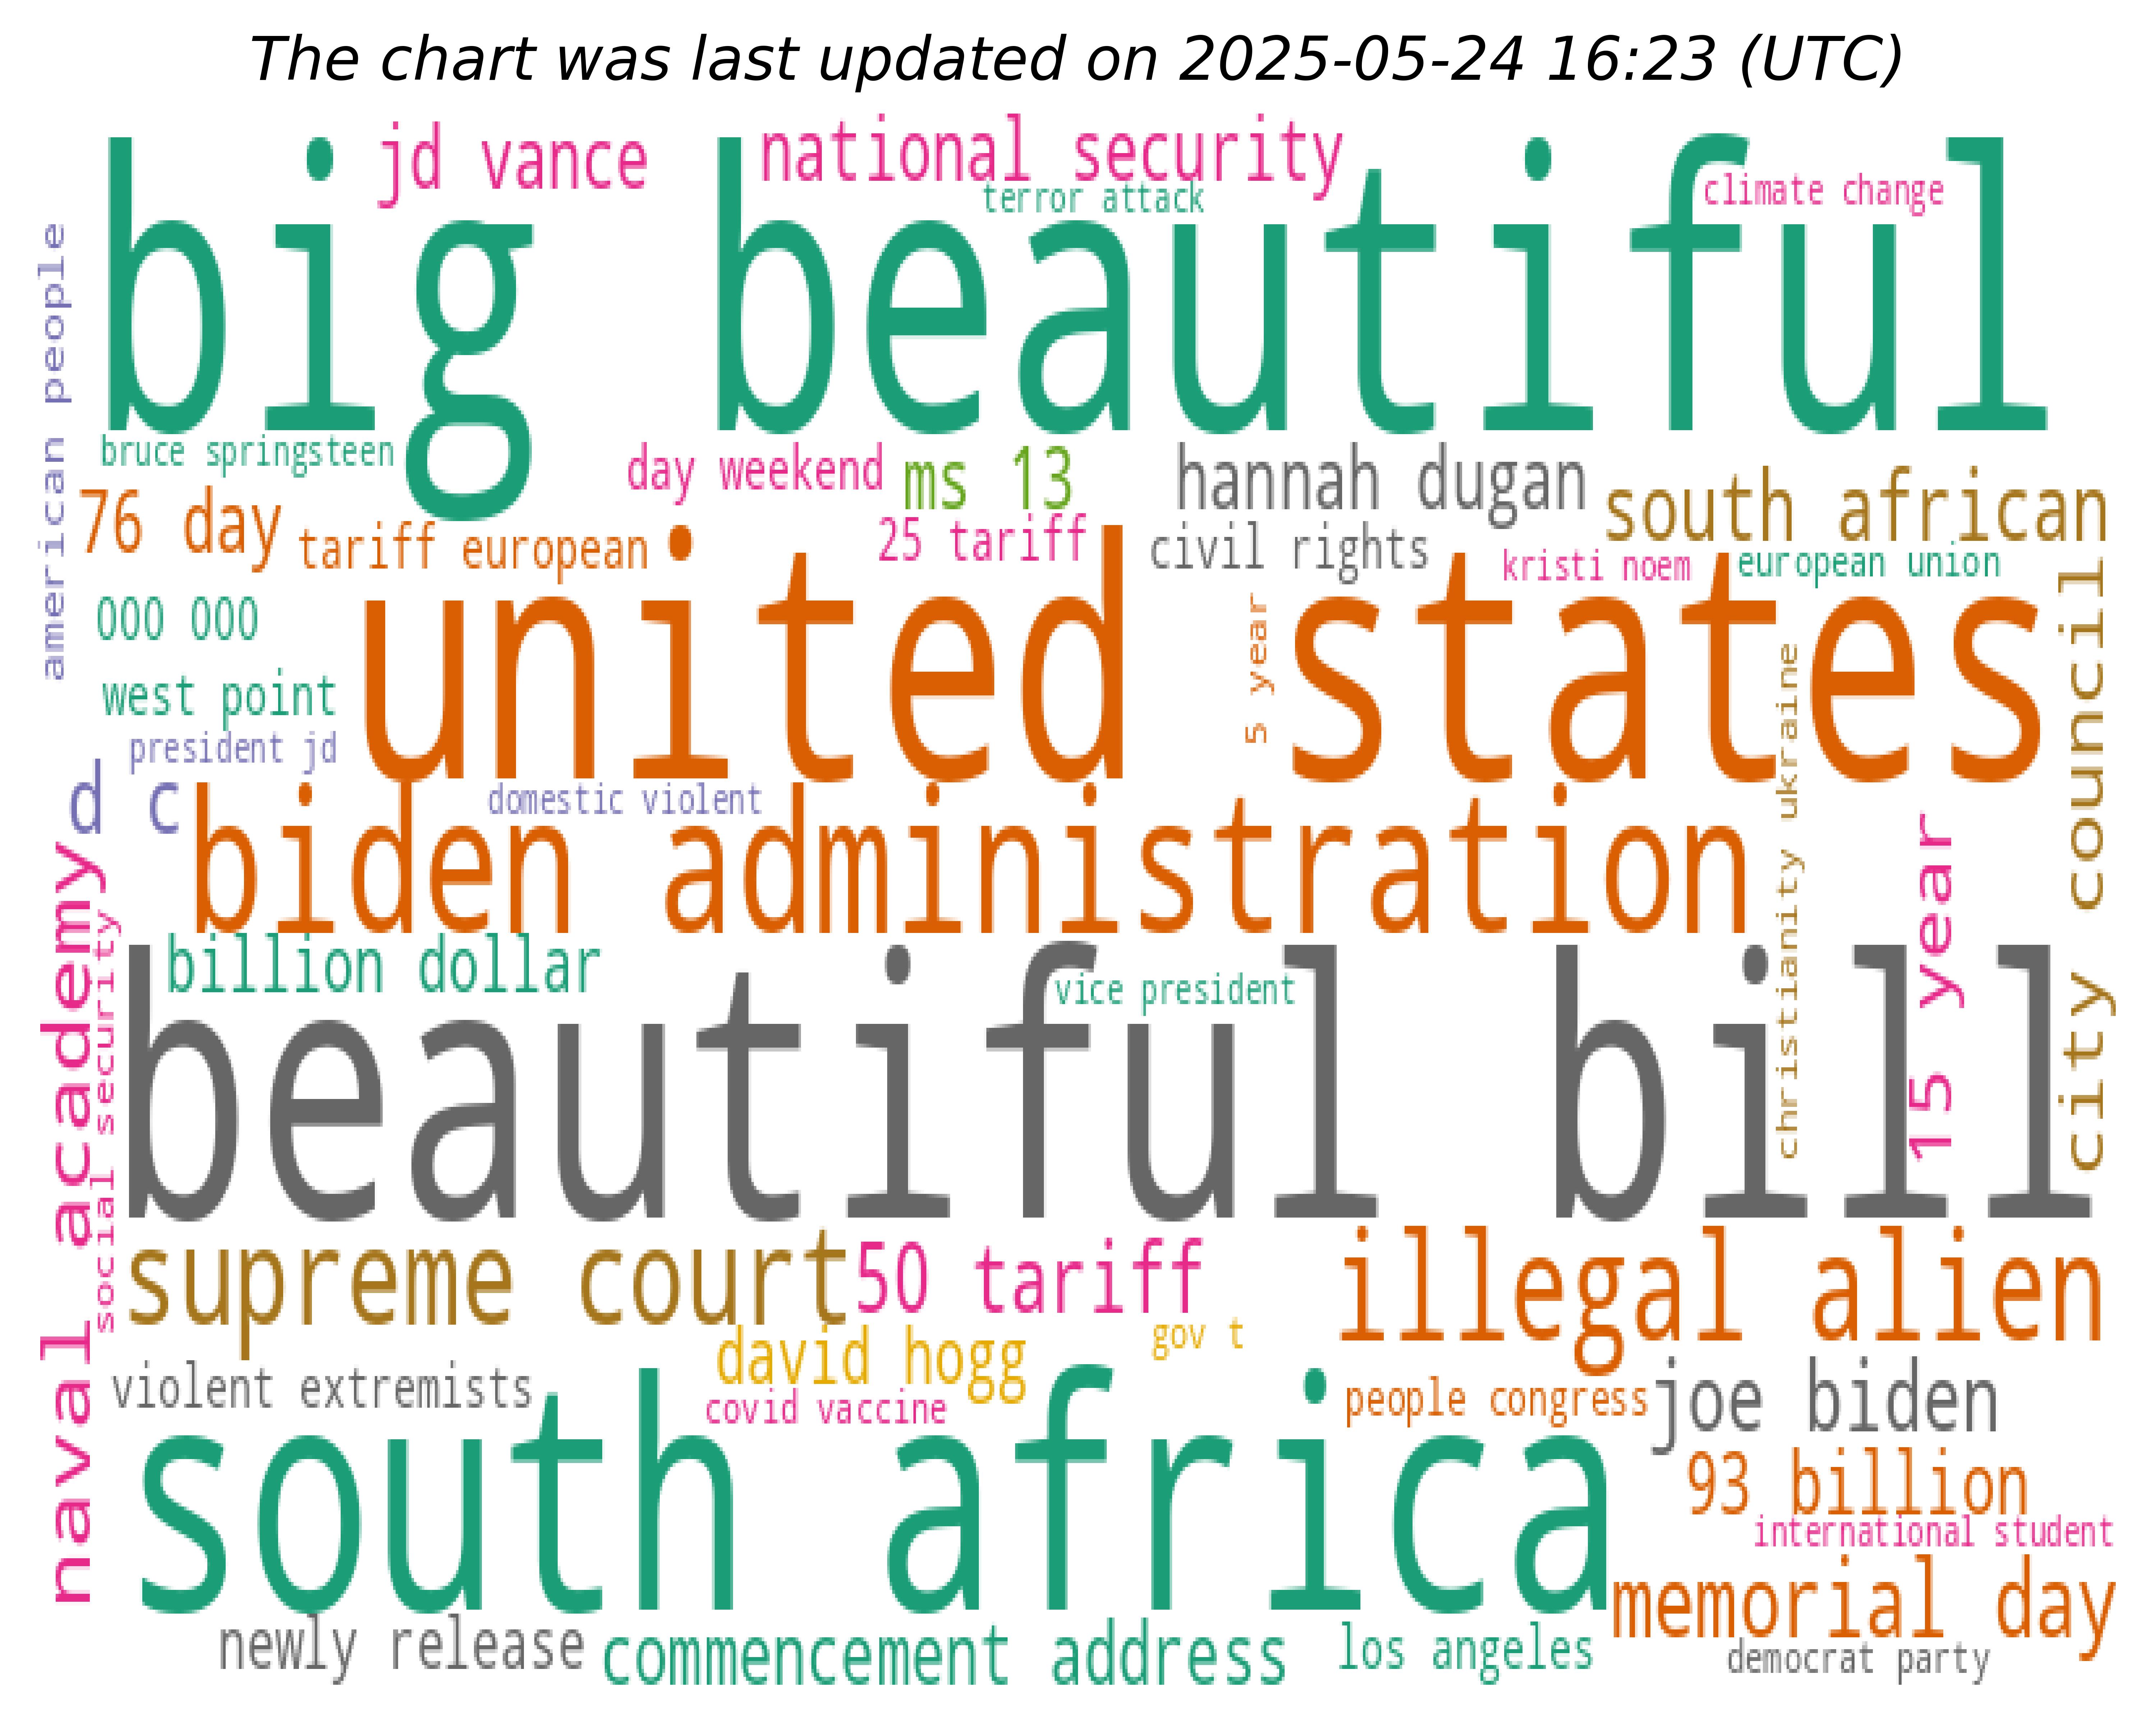 The chart was last updated on 2025-05-24 16:23 (UTC)
jd vance
national security
terror attack
climate change
big beautiful
american people
bruce springsteen
day weekend
ms 13
hannah dugan
south african
76 day
tariff european
25 tariff
civil rights
kristi noem
european union
000 000
united states
5 year
west point
president jd
christianity ukraine
city council
d c
domestic violent
biden administration
15 year
naval academy
social security
billion dollar
vice president
beautiful bill
supreme court
50 tariff
illegal alien
david hogg
gov t
violent extremists
covid vaccine
people congress
joe biden
south africa
93 billion
international student
memorial day
newly release
commencement address
los angeles
democrat party